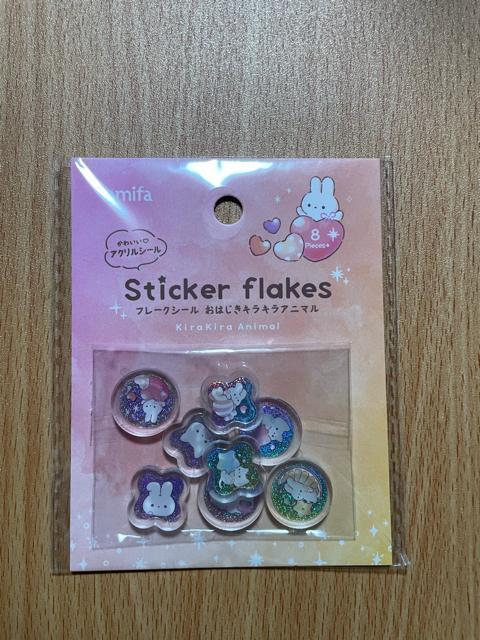 amifa
8
Pieces+
かわいい♡
アクリルシール
Sticker flakes
フレークシール おはじきキラキラアニマル
KiraKira Animal